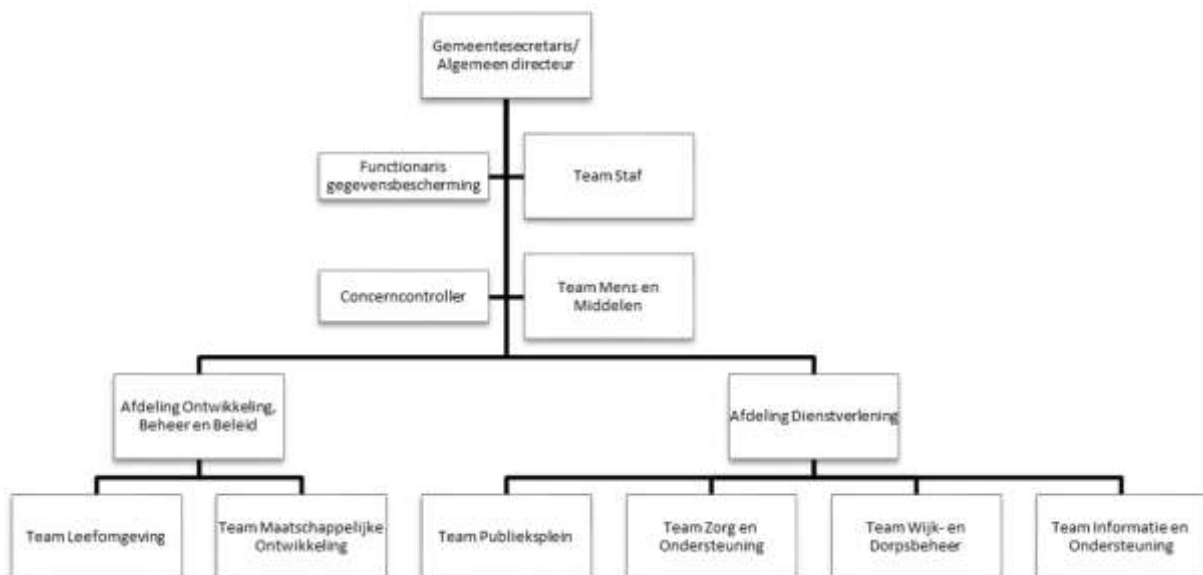 Gemeentesecretaris/
Algemeen directeur
Functionaris
gegevensbescherming
Team Staf
Concerncontroller
Team Mens en
Middelen
Afdeling Ontwikkeling,
Beheer en Beleid
Afdeling Dienstverlening
Team Leefomgeving
Team Maatschappelijke
Ontwikkeling
Team Publieksplein
Team Zorg en
Ondersteuning
Team Wijk- en
Dorpsbeheer
Team Informatie en
Ondersteuning